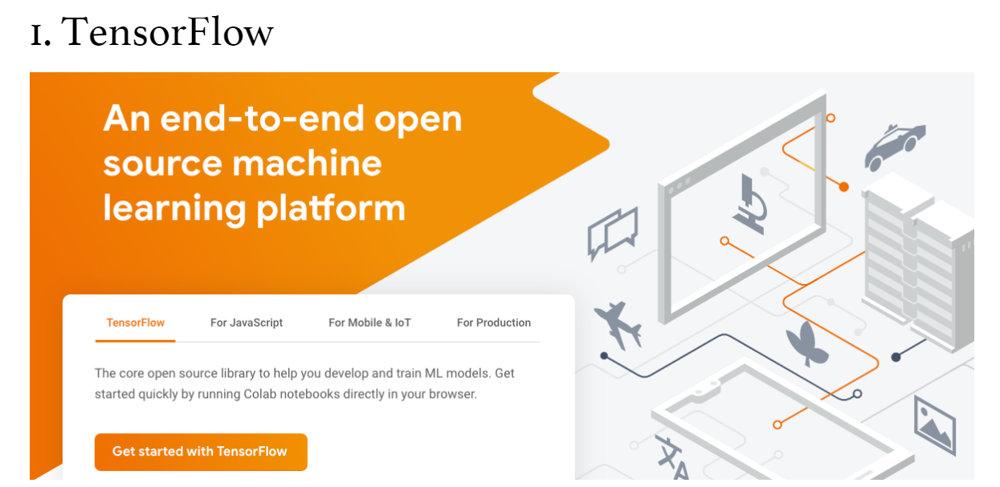 1. TensorFlow
An end-to-end open
source machine
learning platform
TensorFlow
For JavaScript
For Mobile & IoT
For Production
The core open source library to help you develop and train ML models. Get
started quickly by running Colab notebooks directly in your browser.
Get started with TensorFlow
文A